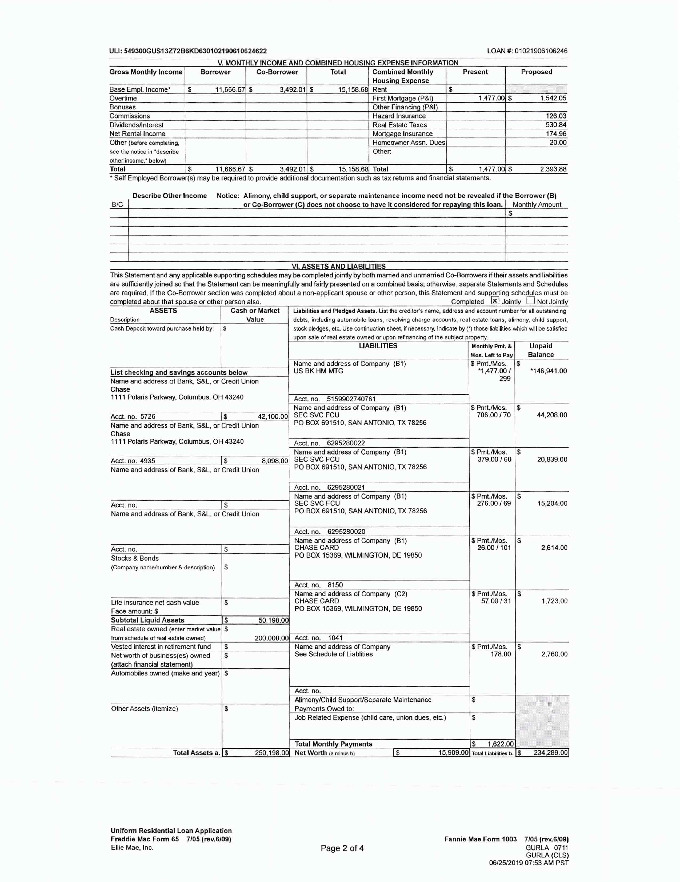 ULI: 549300GUS13Z72B6KD630102190610624622 LOAN #: 01021906106246
V. MONTHLY INCOME AND COMBINED HOUSING EXPENSE INFORMATION
Gross Monthly Income Borrower Co-Borrower Total Combined Monthly Housing Expense Present Proposed
Base Empl. Income* $ 11,666.67 $ 3,492.01 $ 15,158.68 Rent $
Overtime First Mortgage (P&I) 1,477.00 $ 1,542.05
Bonuses Other Financing (P&I)
Commissions Hazard Insurance 126.03
Dividends/Interest Real Estate Taxes 530.84
Net Rental Income Mortgage Insurance 174.96
Other (before completing, Homeowner Assn. Dues 20.00
see the notice in "describe Other:
other income," below)
Total $ 11,666.67 $ 3,492.01 $ 15,158.68 Total $ 1,477.00 $ 2,393.88
* Self Employed Borrower(s) may be required to provide additional documentation such as tax returns and financial statements.
Describe Other Income Notice: Alimony, child support, or separate maintenance income need not be revealed if the Borrower (B)
B/C or Co-Borrower (C) does not choose to have it considered for repaying this loan. Monthly Amount
$
VI. ASSETS AND LIABILITIES
This Statement and any applicable supporting schedules may be completed jointly by both married and unmarried Co-Borrowers if their assets and liabilities
are sufficiently joined so that the Statement can be meaningfully and fairly presented on a combined basis; otherwise, separate Statements and Schedules
are required. If the Co-Borrower section was completed about a non-applicant spouse or other person, this Statement and supporting schedules must be
completed about that spouse or other person also. Completed X Jointly Not Jointly
ASSETS Cash or Market Value
Description
Cash Deposit toward purchase held by: $
Liabilities and Pledged Assets. List the creditor's name, address and account number for all outstanding
debts, including automobile loans, revolving charge accounts, real estate loans, alimony, child support,
stock pledges, etc. Use continuation sheet, if necessary. Indicate by (*) those liabilities which will be satisfied
upon sale of real estate owned or upon refinancing of the subject property.
LIABILITIES Monthly Pmt. & Mos. Left to Pay Unpaid Balance
List checking and savings accounts below
Name and address of Bank, S&L, or Credit Union
Chase
1111 Polaris Parkway, Columbus, OH 43240
Acct. no. 5726 $ 42,100.00
Name and address of Bank, S&L, or Credit Union
Chase
1111 Polaris Parkway, Columbus, OH 43240
Acct. no. 4935 $ 8,098.00
Name and address of Bank, S&L, or Credit Union
Acct. no. $
Name and address of Bank, S&L, or Credit Union
Acct. no. $
Stocks & Bonds
(Company name/number & description) $
Life insurance net cash value $
Face amount: $
Subtotal Liquid Assets $ 50,198.00
Real estate owned (enter market value $
from schedule of real estate owned) 200,000.00
Vested interest in retirement fund $
Net worth of business(es) owned $
(attach financial statement)
Automobiles owned (make and year) $
Other Assets (itemize) $
Total Assets a. $ 250,198.00
Name and address of Company (B1) $ Pmt./Mos. $
US BK HM MTG *1,477.00 / *146,941.00
299
Acct. no. 5159902740761
Name and address of Company (B1) $ Pmt./Mos. $
SEC SVC FCU 706.00 / 70 44,208.00
PO BOX 691510, SAN ANTONIO, TX 78256
Acct. no. 6295280022
Name and address of Company (B1) $ Pmt./Mos. $
SEC SVC FCU 379.00 / 60 20,839.00
PO BOX 691510, SAN ANTONIO, TX 78256
Acct. no. 6295280021
Name and address of Company (B1) $ Pmt./Mos. $
SEC SVC FCU 276.00 / 69 15,204.00
PO BOX 691510, SAN ANTONIO, TX 78256
Acct. no. 6295280020
Name and address of Company (B1) $ Pmt./Mos. $
CHASE CARD 26.00 / 101 2,614.00
PO BOX 15369, WILMINGTON, DE 19850
Acct. no. 8150
Name and address of Company (C2) $ Pmt./Mos. $
CHASE CARD 57.00 / 31 1,723.00
PO BOX 15369, WILMINGTON, DE 19850
Acct. no. 1041
Name and address of Company $ Pmt./Mos. $
See Schedule of Liabilities 178.00 2,760.00
Acct. no.
Alimony/Child Support/Separate Maintenance $
Payments Owed to:
Job Related Expense (child care, union dues, etc.) $
Total Monthly Payments $ 1,622.00
Net Worth (a minus b) $ 15,909.00 Total Liabilities b. $ 234,289.00
Uniform Residential Loan Application
Freddie Mac Form 65 7/05 (rev.6/09) Fannie Mae Form 1003 7/05 (rev.6/09)
Ellie Mae, Inc. Page 2 of 4 GURLA 0711
GURLA (CLS)
06/25/2019 07:53 AM PST